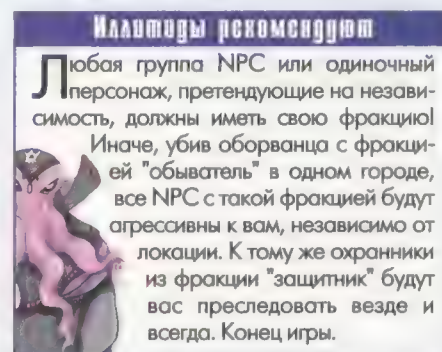 Иллитиды рекомендуют
Любая группа NPC или одиночный
персонаж, претендующие на незави-
симость, должны иметь свою фракцию!
Иначе, убив оборванца с фракци-
ей "обыватель" в одном городе,
все NPC с такой фракцией будут
агрессивны к вам, независимо от
локации. К тому же охранники
из фракции "защитник" будут
вас преследовать везде и
всегда. Конец игры.